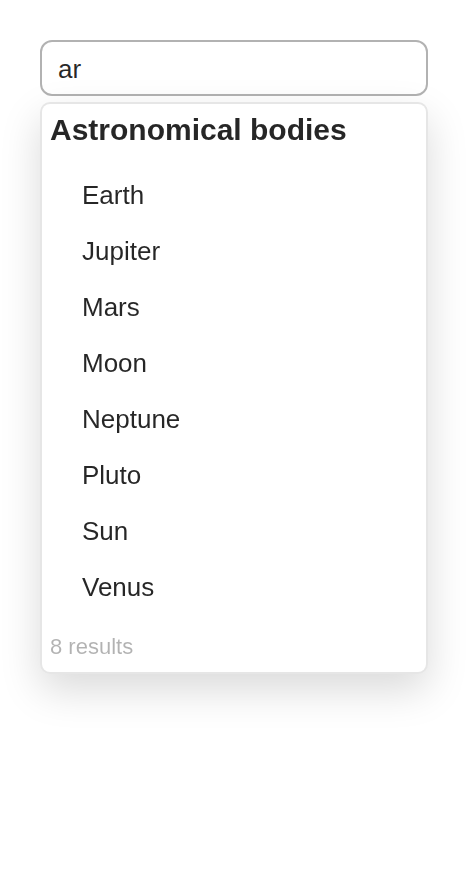 ar
Astronomical bodies
Earth
Jupiter
Mars
Moon
Neptune
Pluto
Sun
Venus
8 results